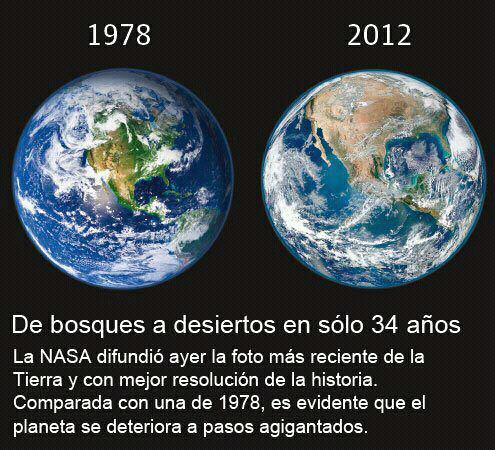 1978
2012
De bosques a desiertos en sólo 34 años
La NASA difundió ayer la foto más reciente de la
Tierra y con mejor resolución de la historia.
Comparada con una de 1978, es evidente que el
planeta se deteriora a pasos agigantados.